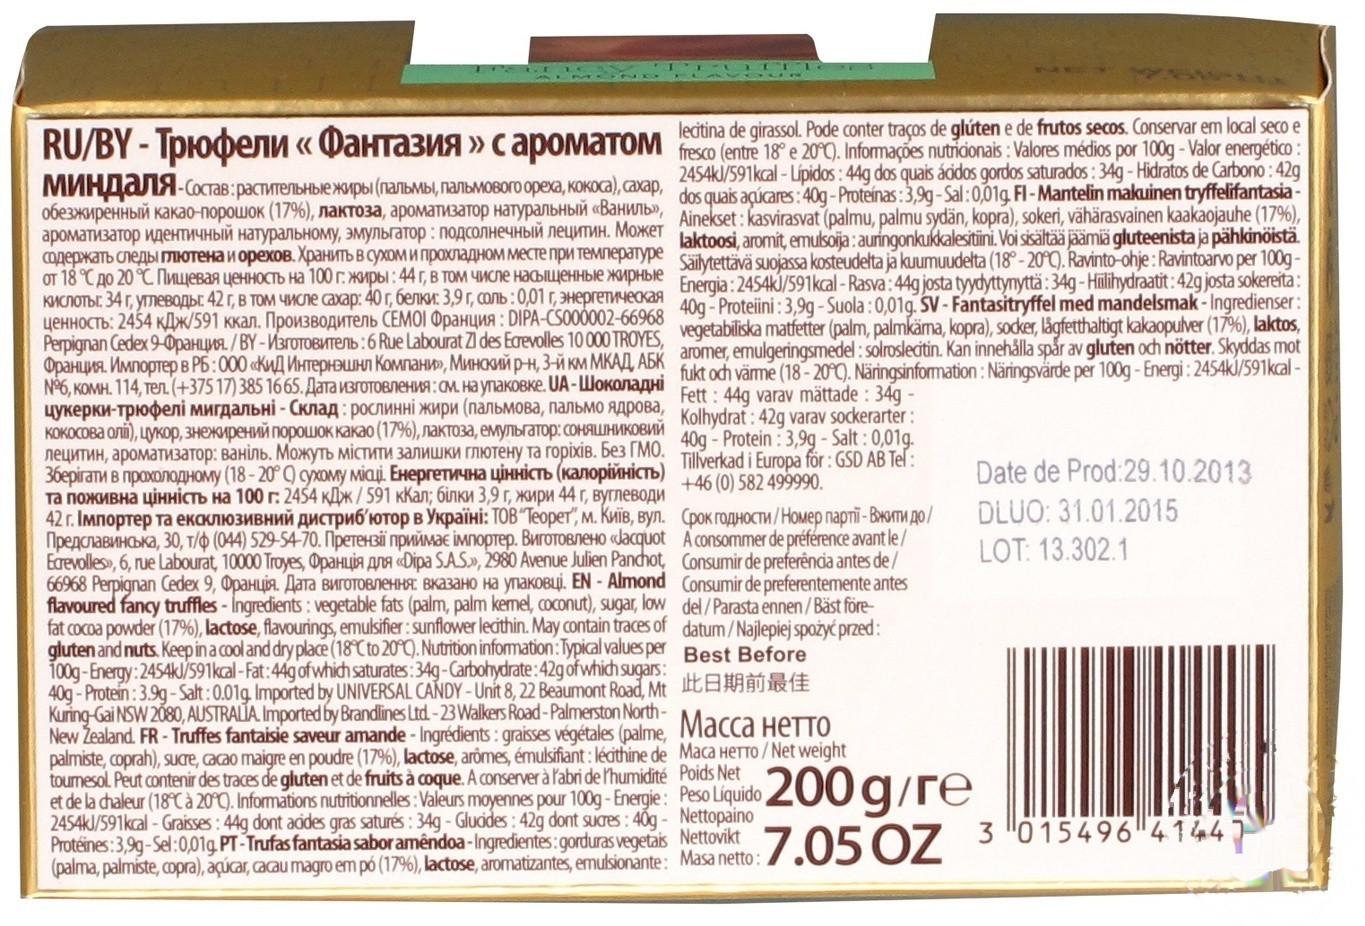 Fancy Truffles
ALMOND FLAVOUR
RU/BY - Трюфели « Фантазия » с ароматом
миндаля - Состав : растительные жиры (пальмы, пальмового ореха, кокоса), сахар,
обезжиренный какао-порошок (17%), лактоза, ароматизатор натуральный «Ваниль»,
ароматизатор идентичный натуральному, эмульгатор : подсолнечный лецитин. Может
содержать следы глютена и орехов. Хранить в сухом и прохладном месте при температуре
от 18 °C до 20 °C. Пищевая ценность на 100 г: жиры : 44 г, в том числе насыщенные жирные
кислоты: 34 г, углеводы: 42 г, в том числе сахар: 40 г, белки: 3,9 г, соль : 0,01 г, энергетическая
ценность: 2454 кДж/591 ккал. Производитель CEMOI Франция : DIPA-CS000002-66968
Perpignan Cedex 9-Франция. / BY - Изготовитель : 6 Rue Labourat ZI des Ecrevolles 10 000 TROYES,
Франция. Импортер в РБ : ООО «КиД Интернэшнл Компани», Минский р-н, 3-й км МКАД, АБК
№6, комн. 114, тел. (+375 17) 385 16 65. Дата изготовления : см. на упаковке. UA - Шоколадні
цукерки-трюфелі мигдальні - Склад : рослинні жири (пальмова, пальмо ядрова,
кокосова олії), цукор, знежирений порошок какао (17%), лактоза, емульгатор: соняшниковий
лецитин, ароматизатор: ваніль. Можуть містити залишки глютену та горіхів. Без ГМО.
Зберігати в прохолодному (18 - 20° C) сухому місці. Енергетична цінність (калорійність)
та поживна цінність на 100 г: 2454 кДж / 591 кКал; білки 3,9 г, жири 44 г, вуглеводи
42 г. Імпортер та ексклюзивний дистриб'ютор в Україні: ТОВ "Теорет", м. Київ, вул.
Предславинська, 30, т/ф (044) 529-54-70. Претензії приймає імпортер. Виготовлено «Jacquot
Ecrevolles», 6, rue Labourat, 10000 Troyes, Франція для «Dipa S.A.S.», 2980 Avenue Julien Panchot,
66968 Perpignan Cedex 9, Франція. Дата виготовлення: вказано на упаковці. EN - Almond
flavoured fancy truffles - Ingredients : vegetable fats (palm, palm kernel, coconut), sugar, low
fat cocoa powder (17%), lactose, flavourings, emulsifier : sunflower lecithin. May contain traces of
gluten and nuts. Keep in a cool and dry place (18°C to 20°C). Nutrition information : Typical values per
100g - Energy : 2454kJ/591kcal - Fat : 44g of which saturates : 34g - Carbohydrate : 42g of which sugars :
40g - Protein : 3.9g - Salt : 0.01g. Imported by UNIVERSAL CANDY - Unit 8, 22 Beaumont Road, Mt
Kuring-Gai NSW 2080, AUSTRALIA. Imported by Brandlines Ltd. - 23 Walkers Road - Palmerston North -
New Zealand. FR - Truffes fantaisie saveur amande - Ingrédients : graisses végétales (palme,
palmiste, coprah), sucre, cacao maigre en poudre (17%), lactose, arômes, émulsifiant : lécithine de
tournesol. Peut contenir des traces de gluten et de fruits à coque. A conserver à l'abri de l'humidité
et de la chaleur (18°C à 20°C). Informations nutritionnelles : Valeurs moyennes pour 100g - Energie :
2454kJ/591kcal - Graisses : 44g dont acides gras saturés : 34g - Glucides : 42g dont sucres : 40g -
Protéines : 3,9g - Sel : 0,01g. PT - Trufas fantasia sabor amêndoa - Ingredientes : gorduras vegetais
(palma, palmiste, copra), açúcar, cacau magro em pó (17%), lactose, aromatizantes, emulsionante :
lecitina de girassol. Pode conter traços de glúten e de frutos secos. Conservar em local seco e
fresco (entre 18° e 20°C). Informações nutricionais : Valores médios por 100g - Valor energético :
2454kJ/591kcal - Lípidos : 44g dos quais ácidos gordos saturados : 34g - Hidratos de Carbono : 42g
dos quais açúcares : 40g - Proteínas : 3,9g - Sal : 0,01g. FI - Mantelin makuinen tryffelifantasia -
Ainekset : kasvirasvat (palmu, palmu sydän, kopra), sokeri, vähärasvainen kaakaojauhe (17%),
laktoosi, aromit, emulsoija : auringonkukkalesitiini. Voi sisältää jäämiä gluteenista ja pähkinöistä.
Säilytettävä suojassa kosteudelta ja kuumuudelta (18° - 20°C). Ravinto-ohje : Ravintoarvo per 100g -
Energia : 2454kJ/591kcal - Rasva : 44g josta tyydyttynyttä : 34g - Hiilihydraatit : 42g josta sokereita :
40g - Proteiini : 3,9g - Suola : 0,01g. SV - Fantasitryffel med mandelsmak - Ingredienser :
vegetabiliska matfetter (palm, palmkärna, kopra), socker, lågfetthaltigt kakaopulver (17%), laktos,
aromer, emulgeringsmedel : solroslecitin. Kan innehålla spår av gluten och nötter. Skyddas mot
fukt och värme (18 - 20°C). Näringsinformation : Näringsvärde per 100g - Energi : 2454kJ/591kcal -
Fett : 44g varav mättade : 34g -
Kolhydrat : 42g varav sockerarter :
40g - Protein : 3,9g - Salt : 0,01g.
Tillverkad i Europa för : GSD AB Tel :
+46 (0) 582 499990.
Date de Prod:29.10.2013
DLUO: 31.01.2015
LOT: 13.302.1
Срок годности / Номер партії - Вжити до /
A consommer de préférence avant le /
Consumir de preferência antes de /
Consumir de preferentemente antes
del / Parasta ennen / Bäst före-
datum / Najlepiej spożyć przed :
Best Before
此日期前最佳
Масса нетто
Маса нетто / Net weight
Poids Net
Peso Líquido
Nettopaino
Nettovikt
Masa netto :
200 g/г℮
7.05 OZ
3 015496 41144